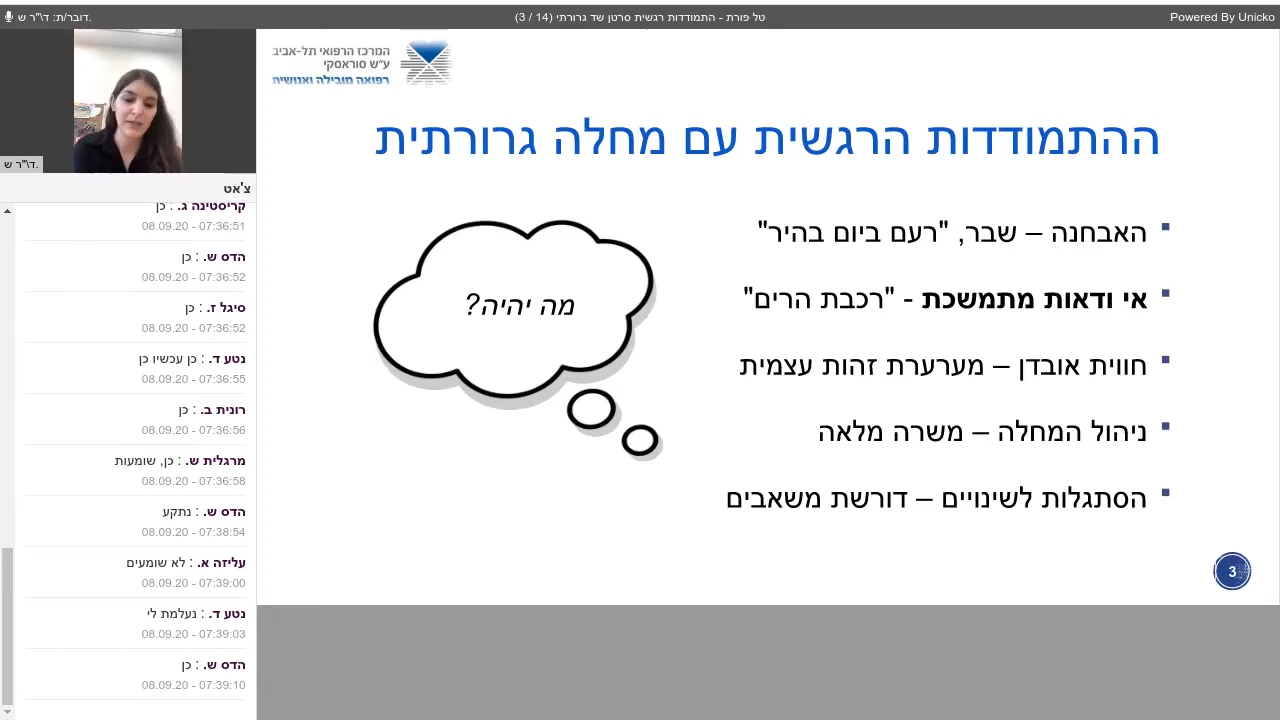 דובר/ת: ד\"ר ש.
טל פורת - התמודדות רגשית סרטן שד גרורתי (14 / 3)
Powered By Unicko
ד\"ר ש.
המרכז הרפואי תל-אביב
ע"ש סוראסקי
רפואה מובילה ואנושית
ההתמודדות הרגשית עם מחלה גרורתית
האבחנה – שבר, "רעם ביום בהיר"
אי ודאות מתמשכת - "רכבת הרים"
חווית אובדן – מערערת זהות עצמית
ניהול המחלה – משרה מלאה
הסתגלות לשינויים – דורשת משאבים
מה יהיה?
3
צ'אט
קריסטינה ג. : כן
08.09.20 - 07:36:51
הדס ש. : כן
08.09.20 - 07:36:52
סיגל ז. : כן
08.09.20 - 07:36:52
נטע ד. : כן עכשיו כן
08.09.20 - 07:36:55
רונית ב. : כן
08.09.20 - 07:36:56
מרגלית ש. : כן, שומעות
08.09.20 - 07:36:58
הדס ש. : נתקע
08.09.20 - 07:38:54
עליזה א. : לא שומעים
08.09.20 - 07:39:00
נטע ד. : נעלמת לי
08.09.20 - 07:39:03
הדס ש. : כן
08.09.20 - 07:39:10